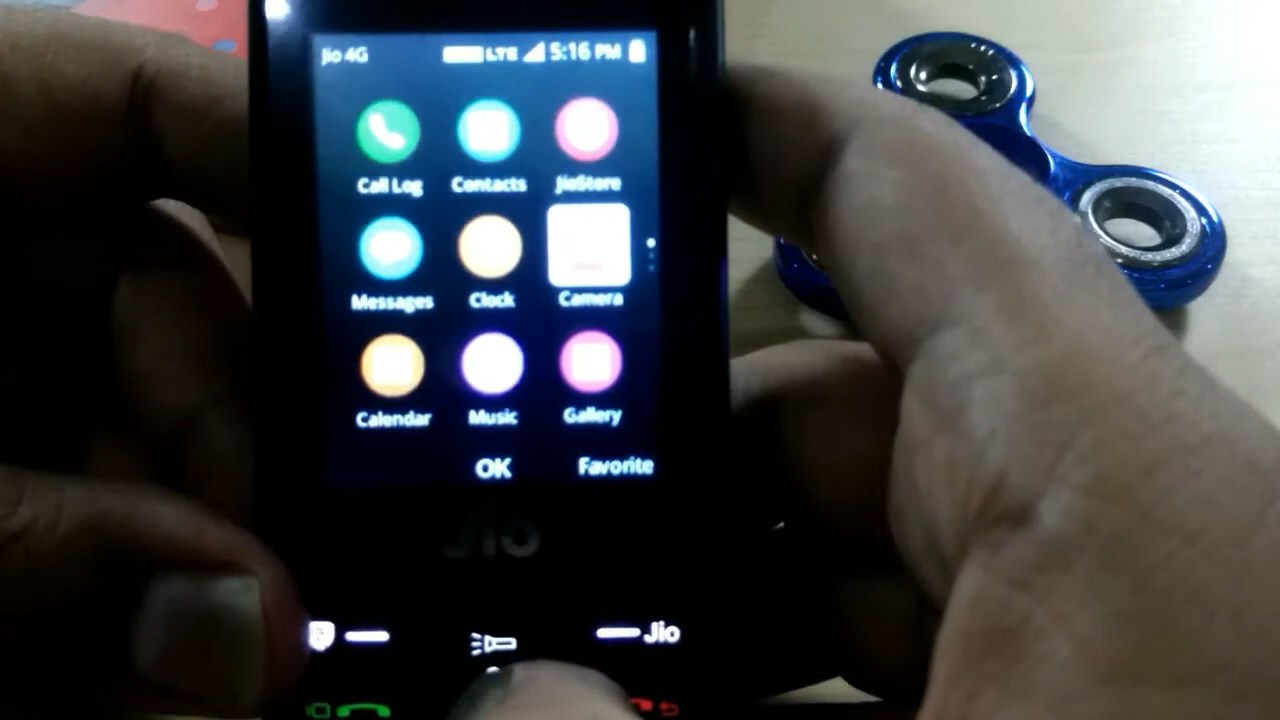 Jio 4G LTE 5:16 PM
Call Log Contacts JioStore
Messages Clock Camera
Calendar Music Gallery
OK Favorite
Jio
Jio